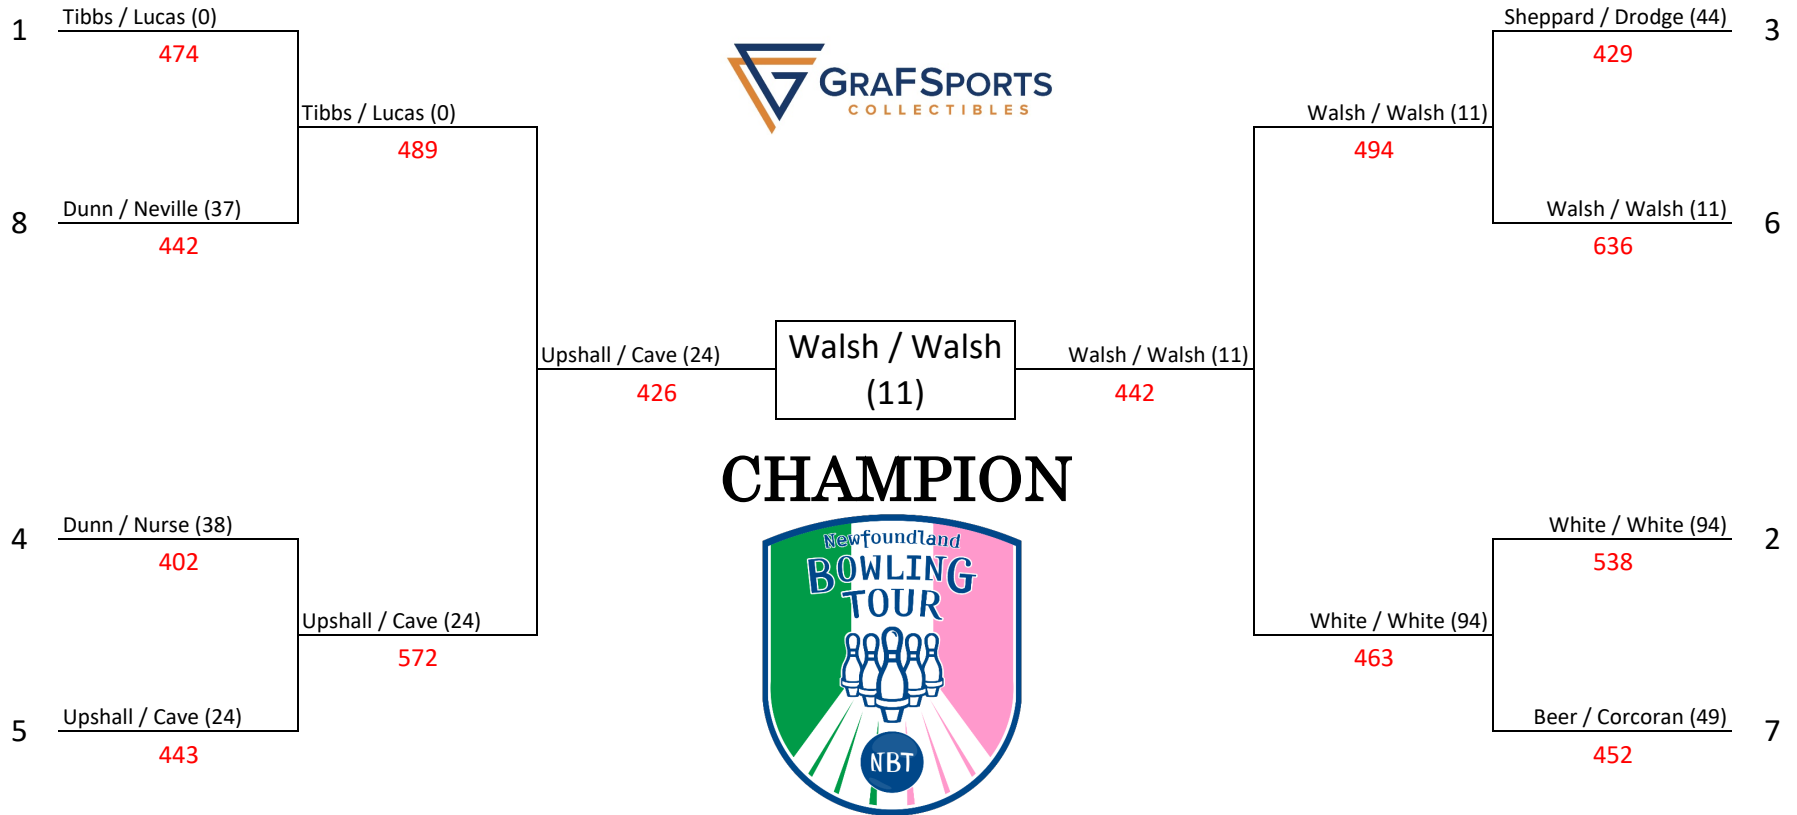 1
Tibbs / Lucas (0)
474
Tibbs / Lucas (0)
489
8
Dunn / Neville (37)
442
Upshall / Cave (24)
426
4
Dunn / Nurse (38)
402
Upshall / Cave (24)
572
5
Upshall / Cave (24)
443
GRAFSPORTS
COLLECTIBLES
Walsh / Walsh
(11)
CHAMPION
Newfoundland
BOWLING
TOUR
NBT
Sheppard / Drodge (44)
3
429
Walsh / Walsh (11)
494
Walsh / Walsh (11)
6
636
Walsh / Walsh (11)
442
White / White (94)
2
538
White / White (94)
463
Beer / Corcoran (49)
7
452